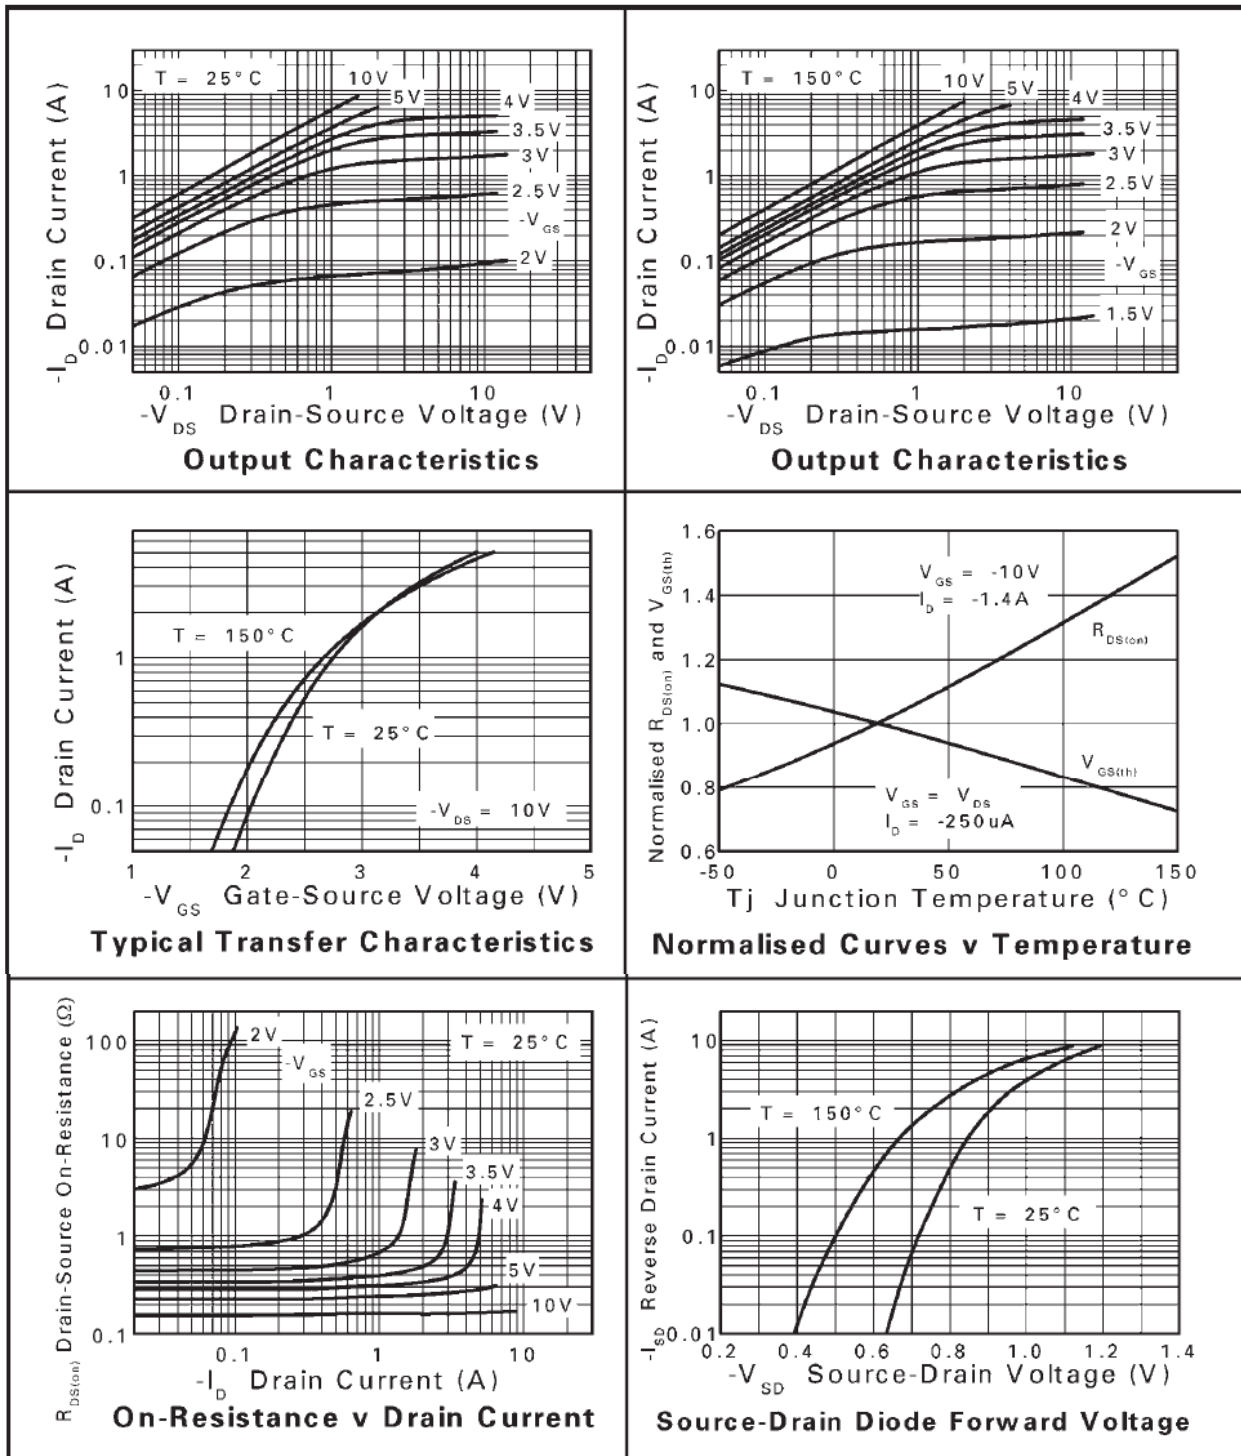 T = 25°C
10V
5V
4V
3.5V
3V
2.5V
-VGS
2V
10
1
0.1
0.01
-ID Drain Current (A)
0.1
1
10
-VDS Drain-Source Voltage (V)
Output Characteristics
T = 150°C
10V
5V
4V
3.5V
3V
2.5V
2V
-VGS
1.5V
10
1
0.1
0.01
-ID Drain Current (A)
0.1
1
10
-VDS Drain-Source Voltage (V)
Output Characteristics
T = 150°C
T = 25°C
-VDS = 10V
1
0.1
-ID Drain Current (A)
1
2
3
4
5
-VGS Gate-Source Voltage (V)
Typical Transfer Characteristics
1.6
1.4
1.2
1.0
0.8
0.6
Normalised RDS(on) and VGS(th)
VGS = -10V
ID = -1.4A
RDS(on)
VGS(th)
VGS = VDS
ID = -250uA
-50
0
50
100
150
Tj Junction Temperature (°C)
Normalised Curves v Temperature
RDS(on) Drain-Source On-Resistance (Ω)
100
10
1
0.1
2V
-VGS
T = 25°C
2.5V
3V
3.5V
4V
5V
10V
0.1
1
10
-ID Drain Current (A)
On-Resistance v Drain Current
-ISD Reverse Drain Current (A)
10
1
0.1
0.01
T = 150°C
T = 25°C
0.2
0.4
0.6
0.8
1.0
1.2
1.4
-VSD Source-Drain Voltage (V)
Source-Drain Diode Forward Voltage